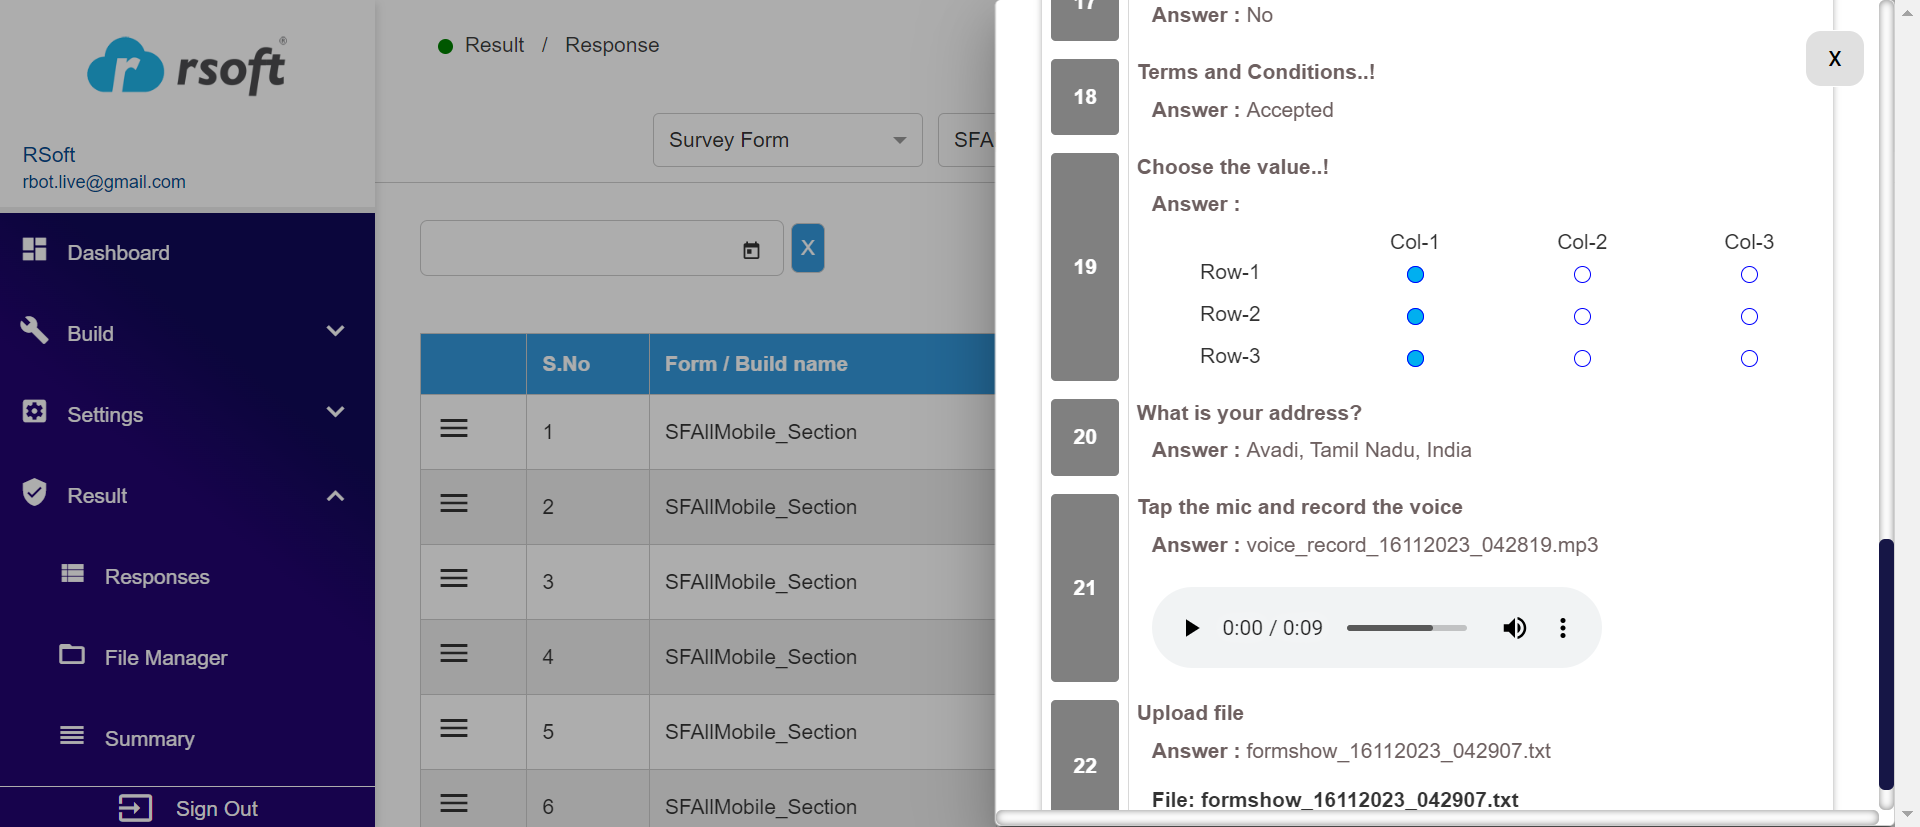 rsoft®
RSoft
rbot.live@gmail.com
Dashboard
Build
Settings
Result
Responses
File Manager
Summary
Sign Out
Result / Response
Survey Form
SFA
X
S.No Form / Build name
1 SFAllMobile_Section
2 SFAllMobile_Section
3 SFAllMobile_Section
4 SFAllMobile_Section
5 SFAllMobile_Section
6 SFAllMobile_Section
X
17
Answer : No
18
Terms and Conditions..!
Answer : Accepted
19
Choose the value..!
Answer :
Col-1 Col-2 Col-3
Row-1
Row-2
Row-3
20
What is your address?
Answer : Avadi, Tamil Nadu, India
21
Tap the mic and record the voice
Answer : voice_record_16112023_042819.mp3
0:00 / 0:09
22
Upload file
Answer : formshow_16112023_042907.txt
File: formshow_16112023_042907.txt